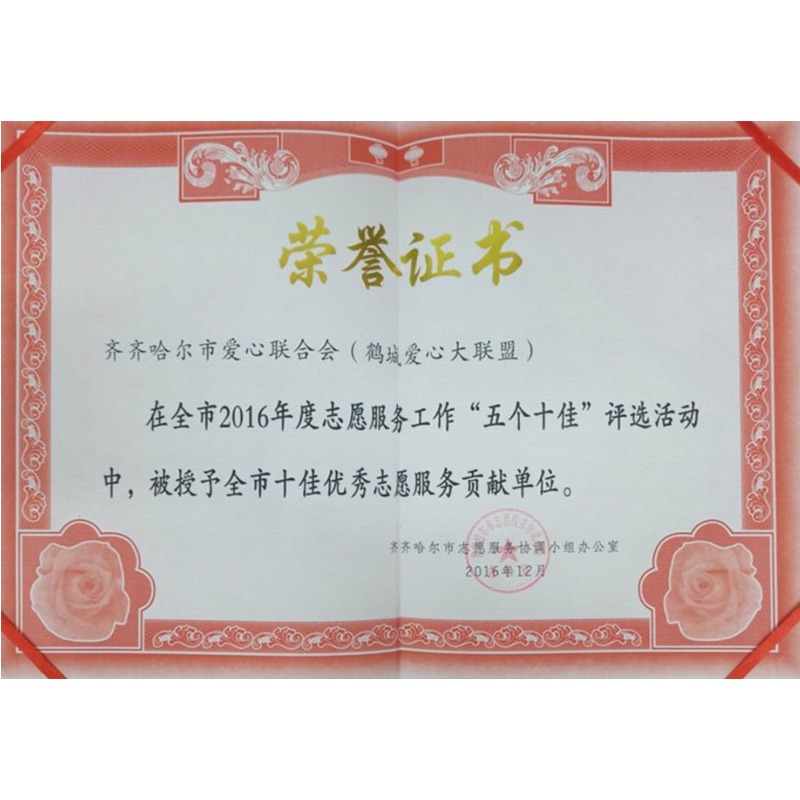 荣誉证书
齐齐哈尔市爱心联合会（鹤城爱心大联盟）
在全市2016年度志愿服务工作“五个十佳”评选活动
中，被授予全市十佳优秀志愿服务贡献单位。
齐齐哈尔市志愿服务协调小组办公室
2016年12月